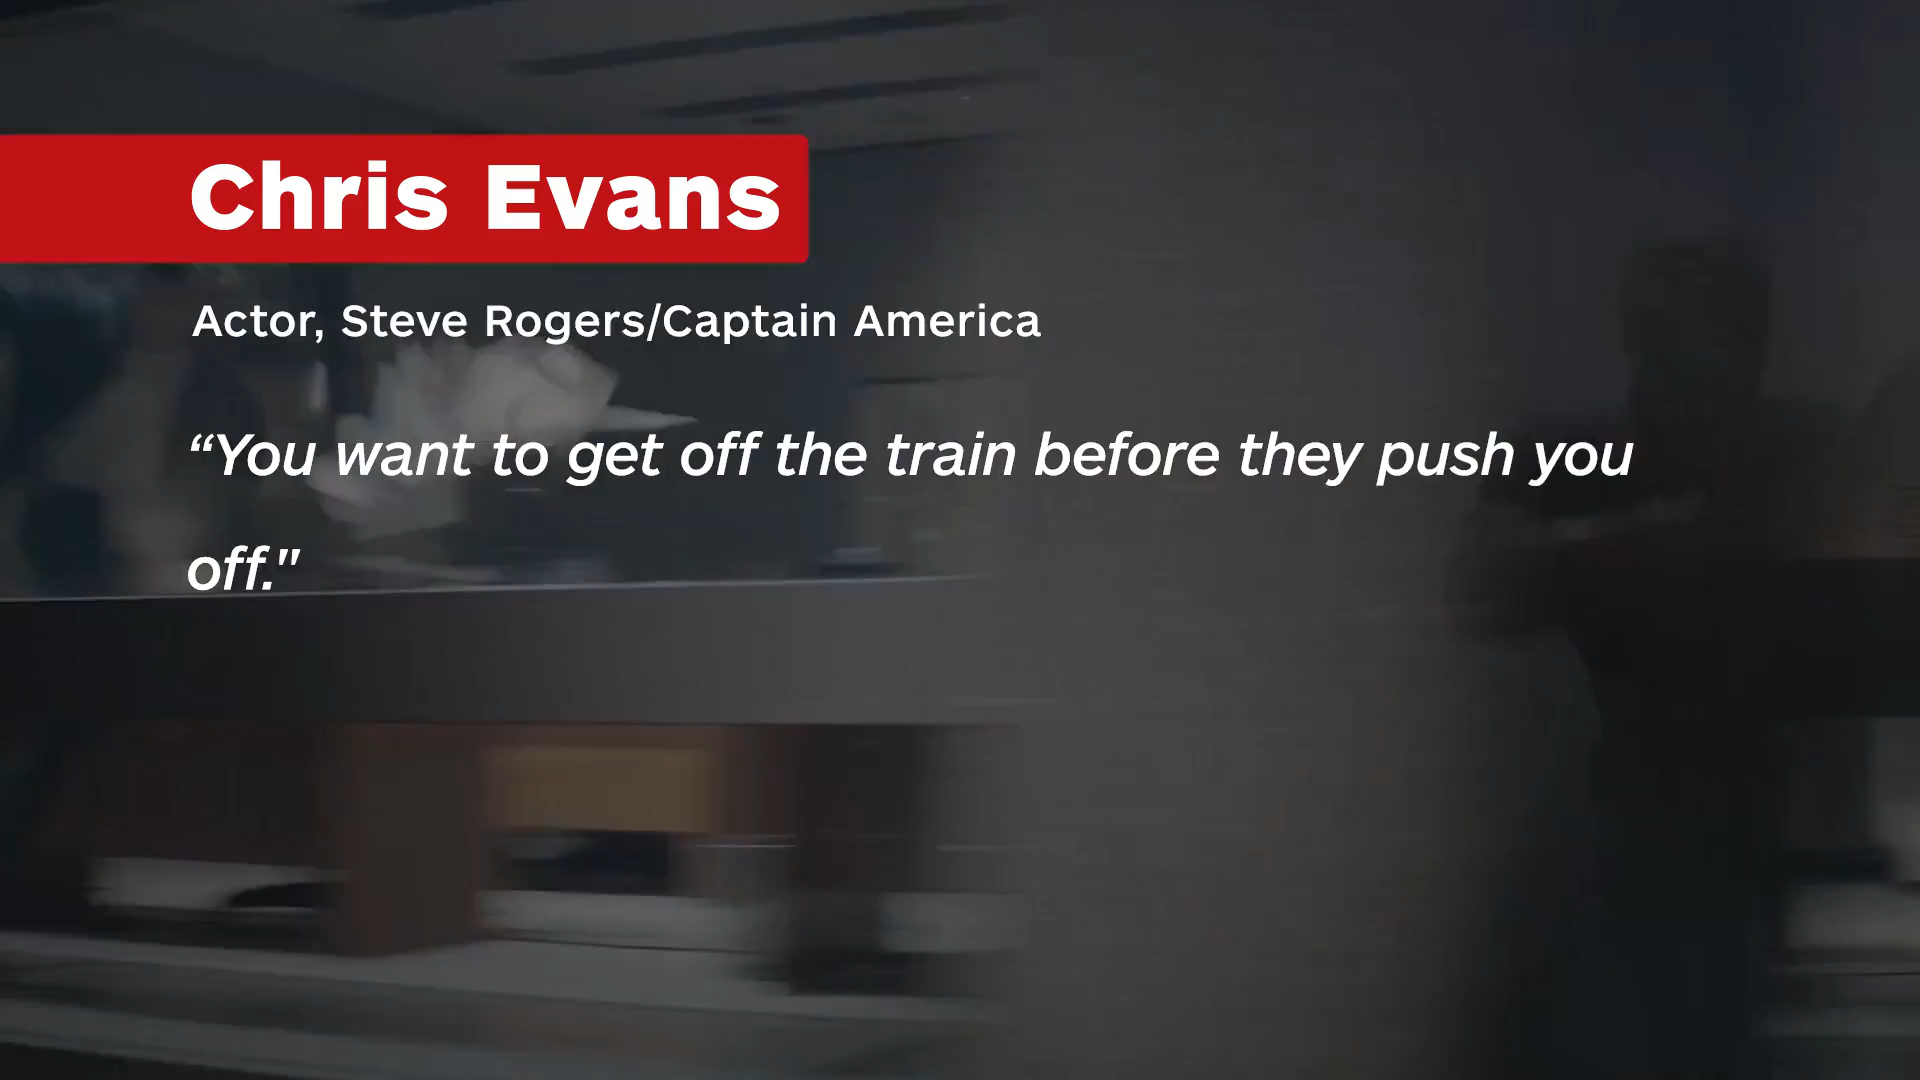 Chris Evans
Actor, Steve Rogers/Captain America
“You want to get off the train before they push you
off."